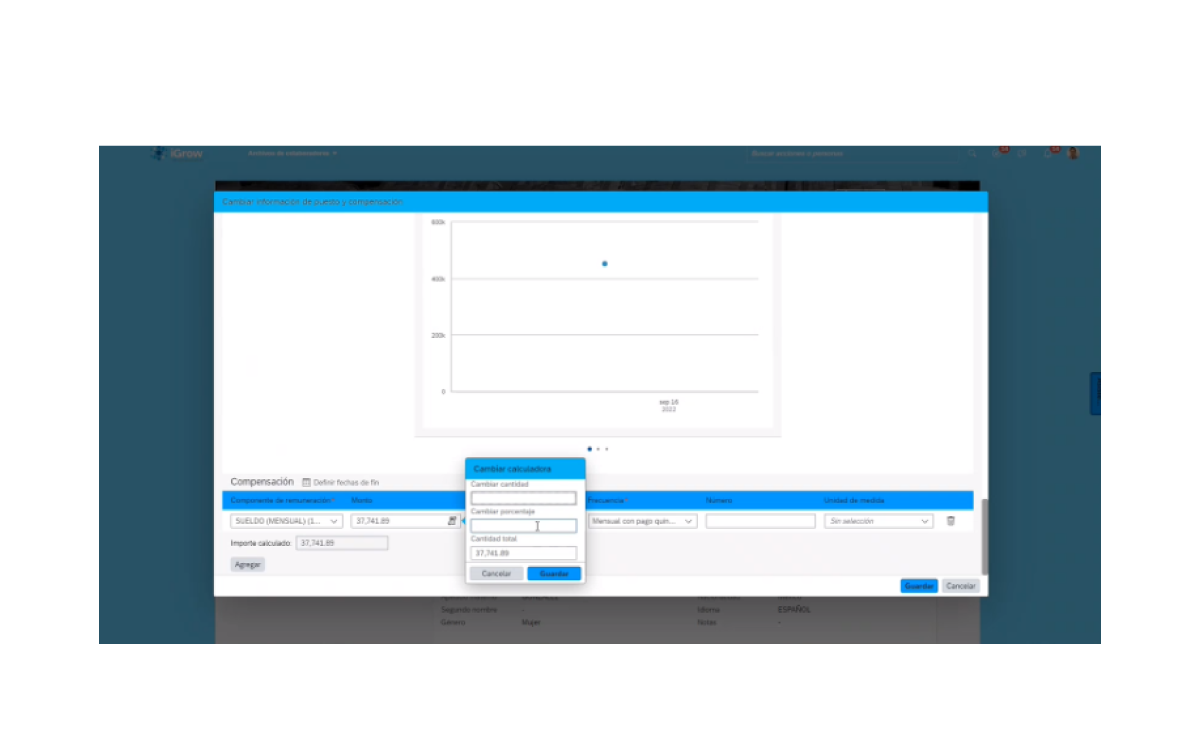 iGrow
Archivos de colaboradores
Buscar acciones o personas
Cambiar información de puesto y compensación
600k
400k
200k
0
sep 16
2022
Compensación
Definir fechas de fin
Componente de remuneración
Monto
Frecuencia
Número
Unidad de medida
SUELDO (MENSUAL) (1...
37,741.89
Mensual con pago quin...
Sin selección
Importe calculado:
37,741.89
Agregar
Cambiar calculadora
Cambiar cantidad
Cambiar porcentaje
Cantidad total
37,741.89
Cancelar
Guardar
Guardar
Cancelar
Segundo nombre
-
Idioma
ESPAÑOL
Género
Mujer
Notas
-